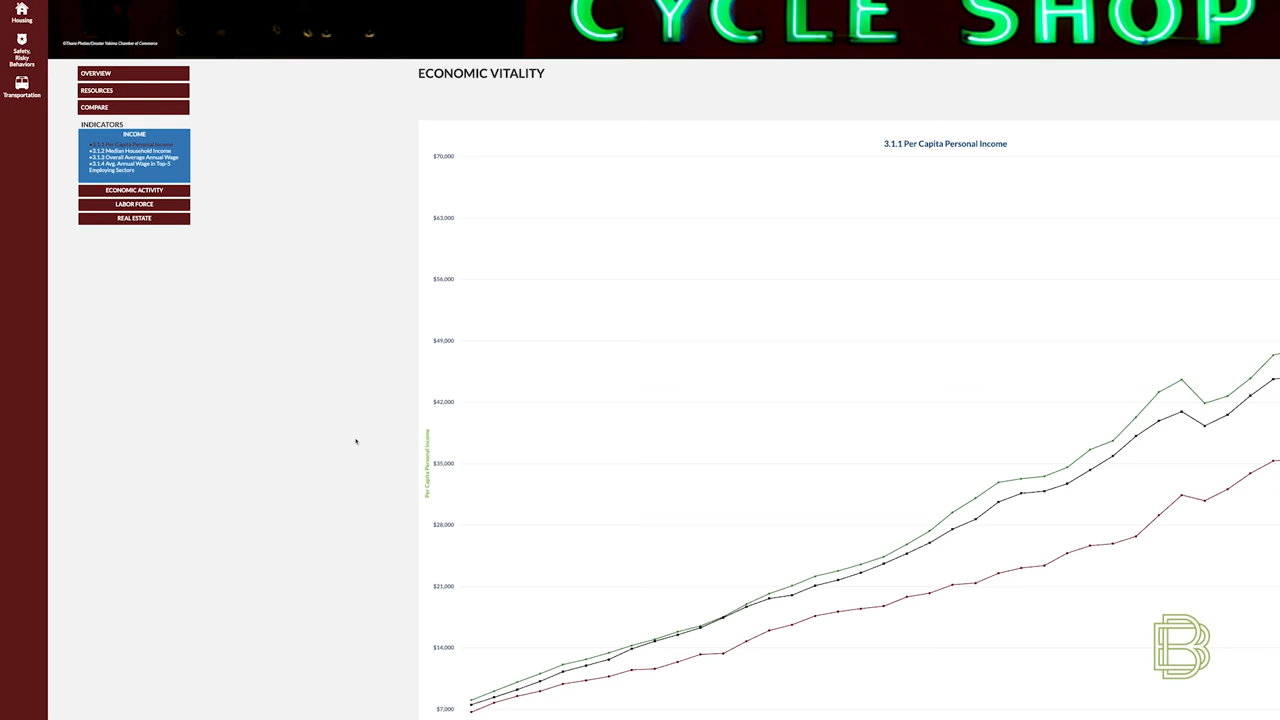 Housing
Safety,
Risky
Behaviors
Transportation
CYCLE SHOP
©Thane Phelan/Greater Yakima Chamber of Commerce
OVERVIEW
RESOURCES
COMPARE
INDICATORS
INCOME
•3.1.1 Per Capita Personal Income
•3.1.2 Median Household Income
•3.1.3 Overall Average Annual Wage
•3.1.4 Avg. Annual Wage in Top-5
Employing Sectors
ECONOMIC ACTIVITY
LABOR FORCE
REAL ESTATE
ECONOMIC VITALITY
3.1.1 Per Capita Personal Income
$70,000
$63,000
$56,000
$49,000
$42,000
$35,000
$28,000
$21,000
$14,000
$7,000
Per Capita Personal Income
B